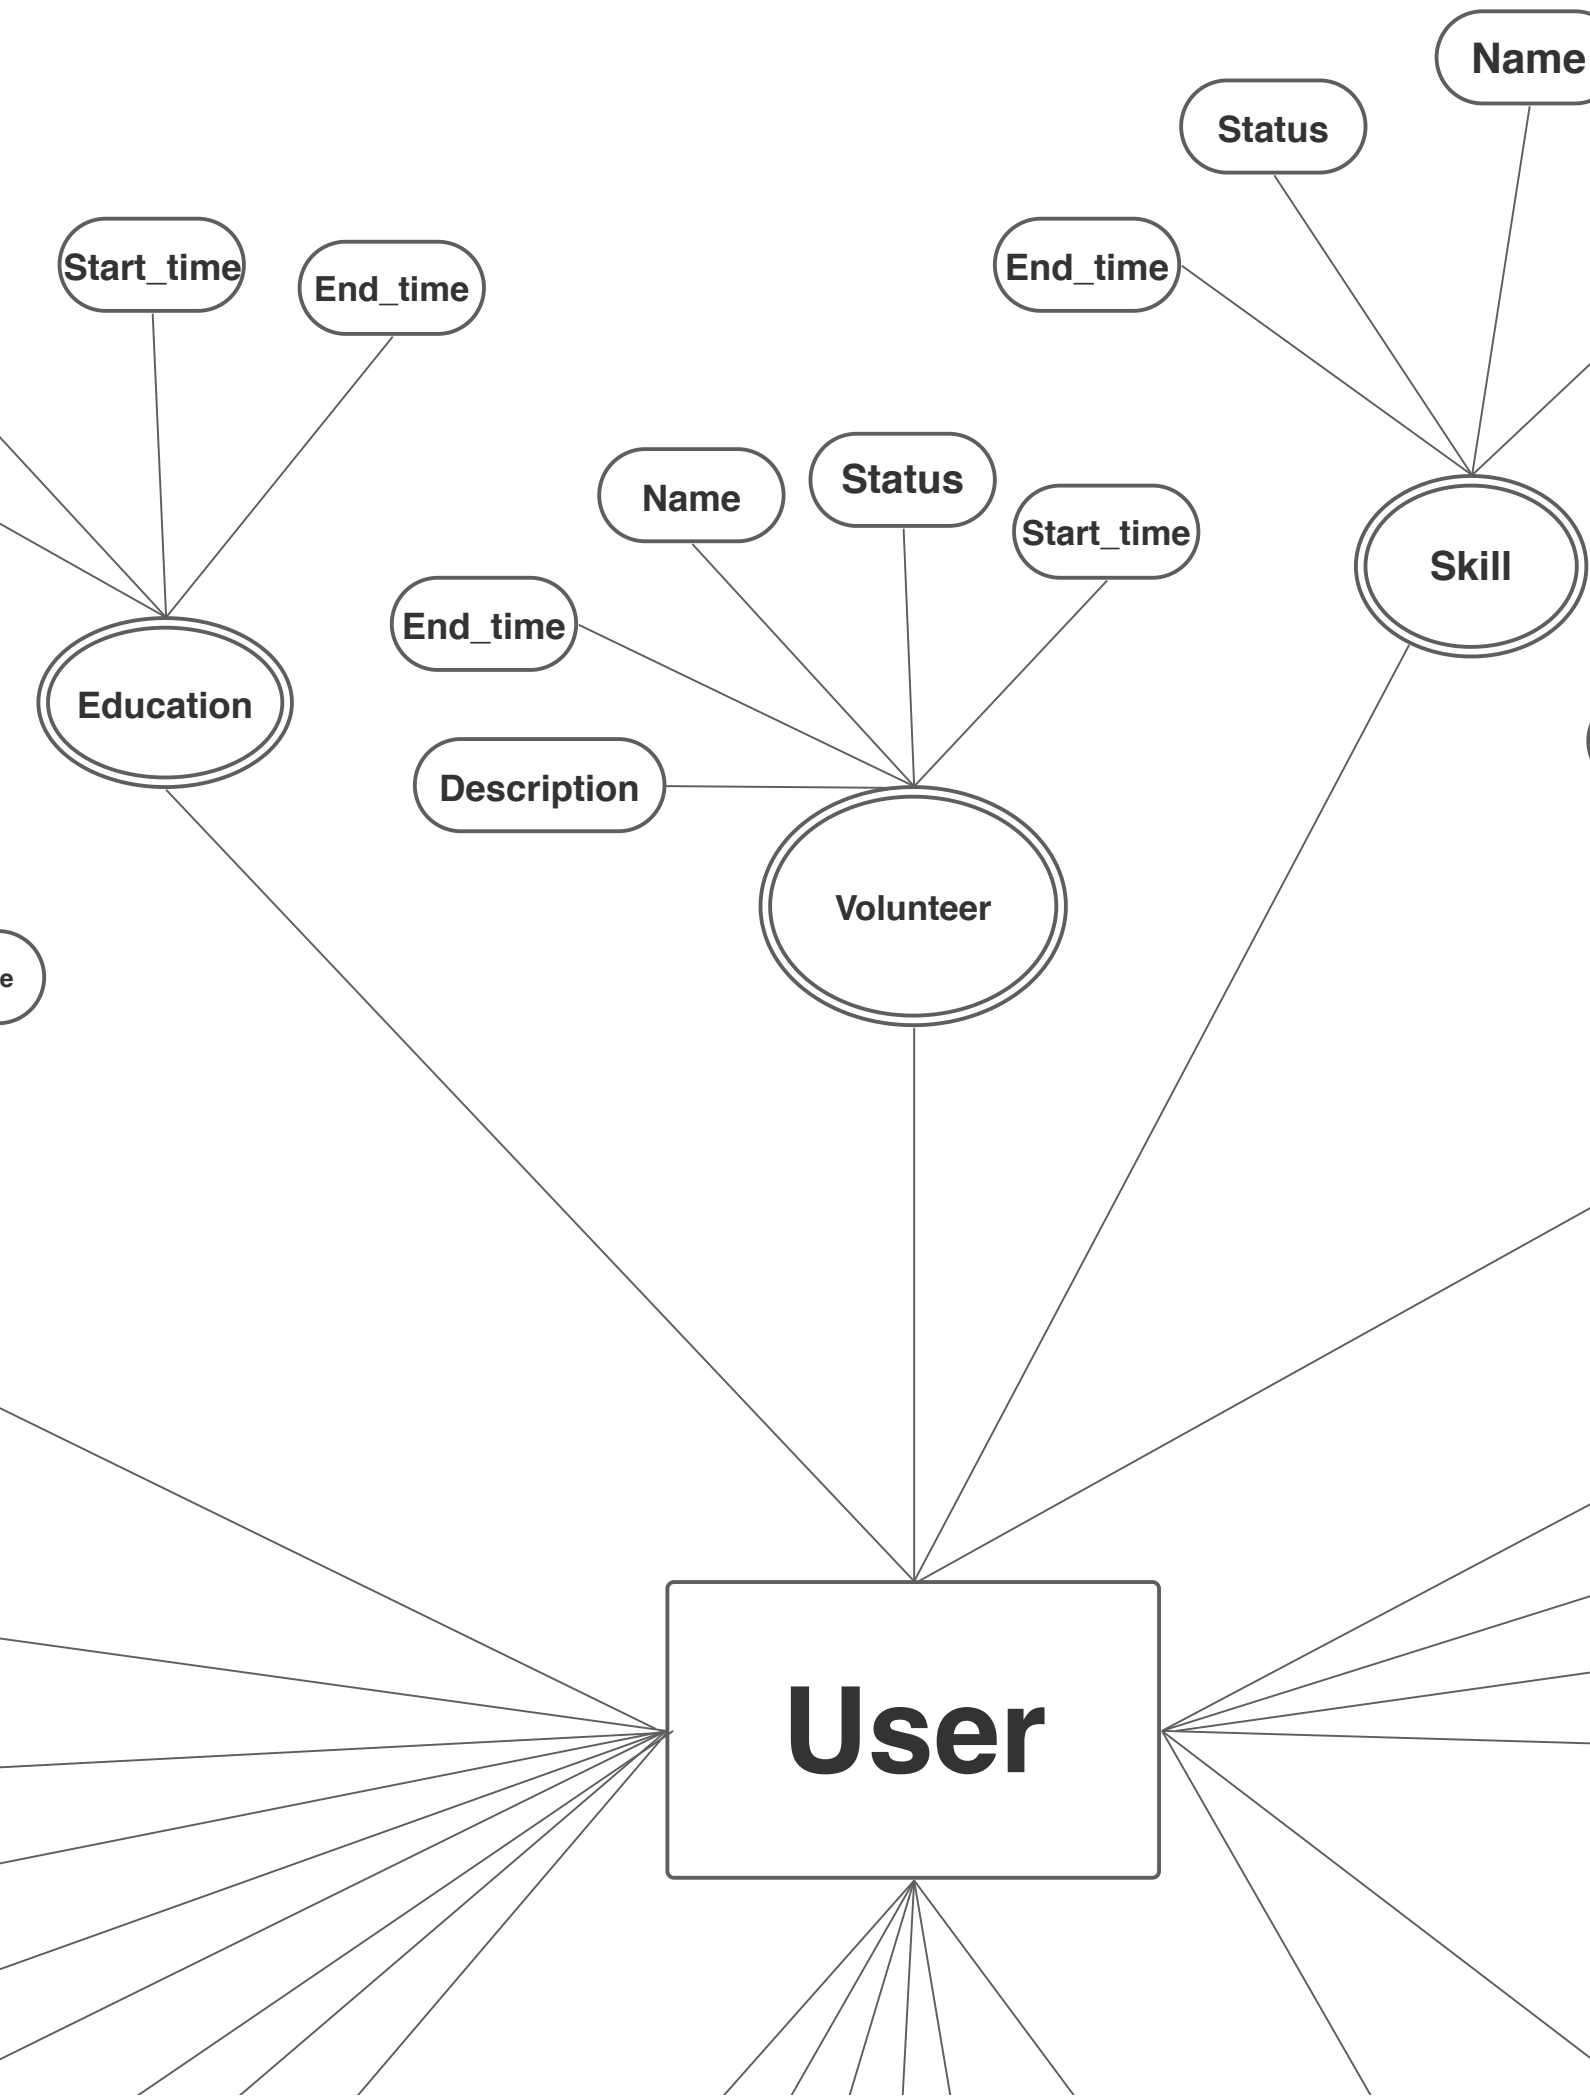 Name
Status
Start_time
End_time
End_time
Name
Status
Start_time
Skill
End_time
Education
Description
Volunteer
e
User